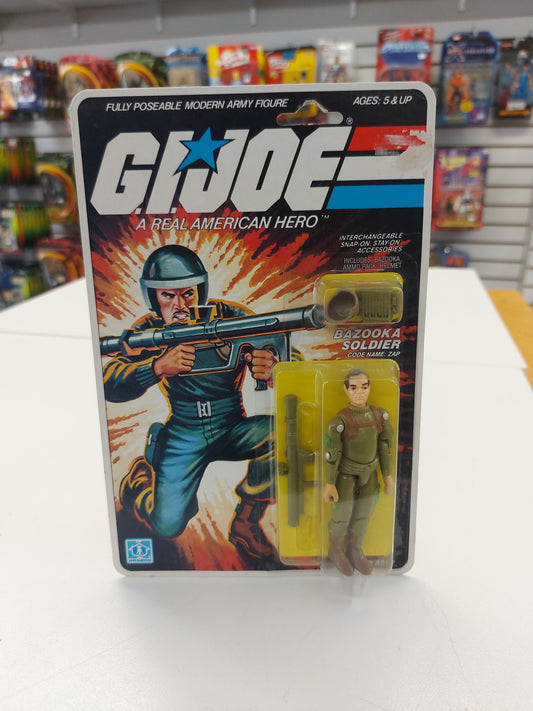 FULLY POSEABLE MODERN ARMY FIGURE
AGES: 5 & UP
G.I. JOE®
A REAL AMERICAN HERO™
INTERCHANGEABLE
SNAP-ON, STAY-ON
ACCESSORIES
INCLUDES: BAZOOKA,
AMMO PACK, HELMET
BAZOOKA
SOLDIER
CODE NAME: ZAP